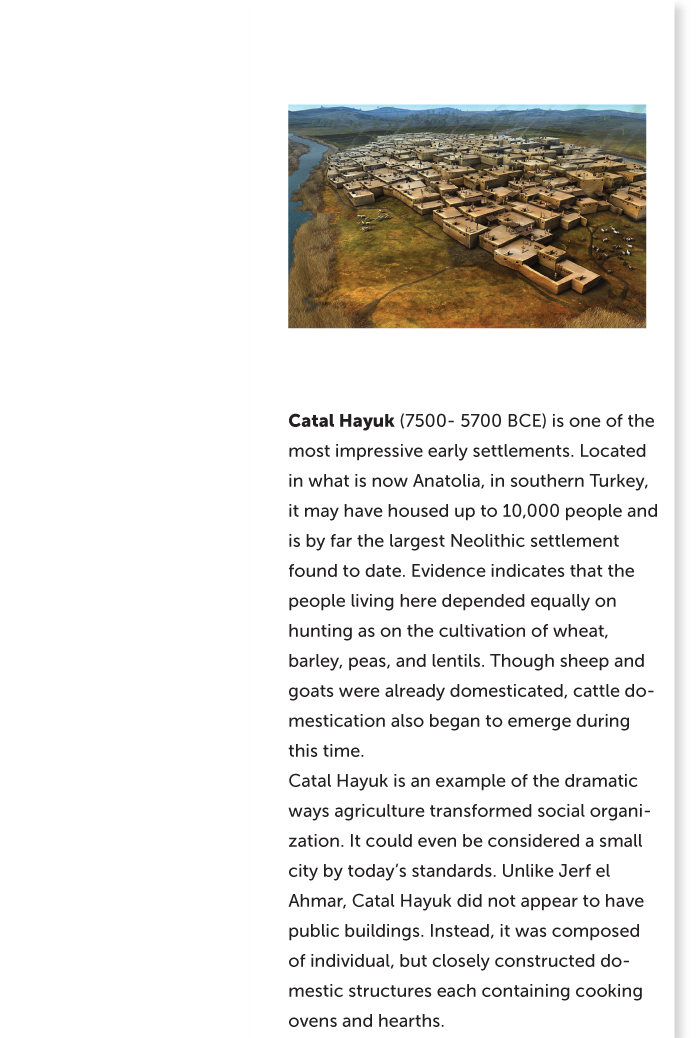 Catal Hayuk (7500- 5700 BCE) is one of the
most impressive early settlements. Located
in what is now Anatolia, in southern Turkey,
it may have housed up to 10,000 people and
is by far the largest Neolithic settlement
found to date. Evidence indicates that the
people living here depended equally on
hunting as on the cultivation of wheat,
barley, peas, and lentils. Though sheep and
goats were already domesticated, cattle do-
mestication also began to emerge during
this time.
Catal Hayuk is an example of the dramatic
ways agriculture transformed social organi-
zation. It could even be considered a small
city by today’s standards. Unlike Jerf el
Ahmar, Catal Hayuk did not appear to have
public buildings. Instead, it was composed
of individual, but closely constructed do-
mestic structures each containing cooking
ovens and hearths.